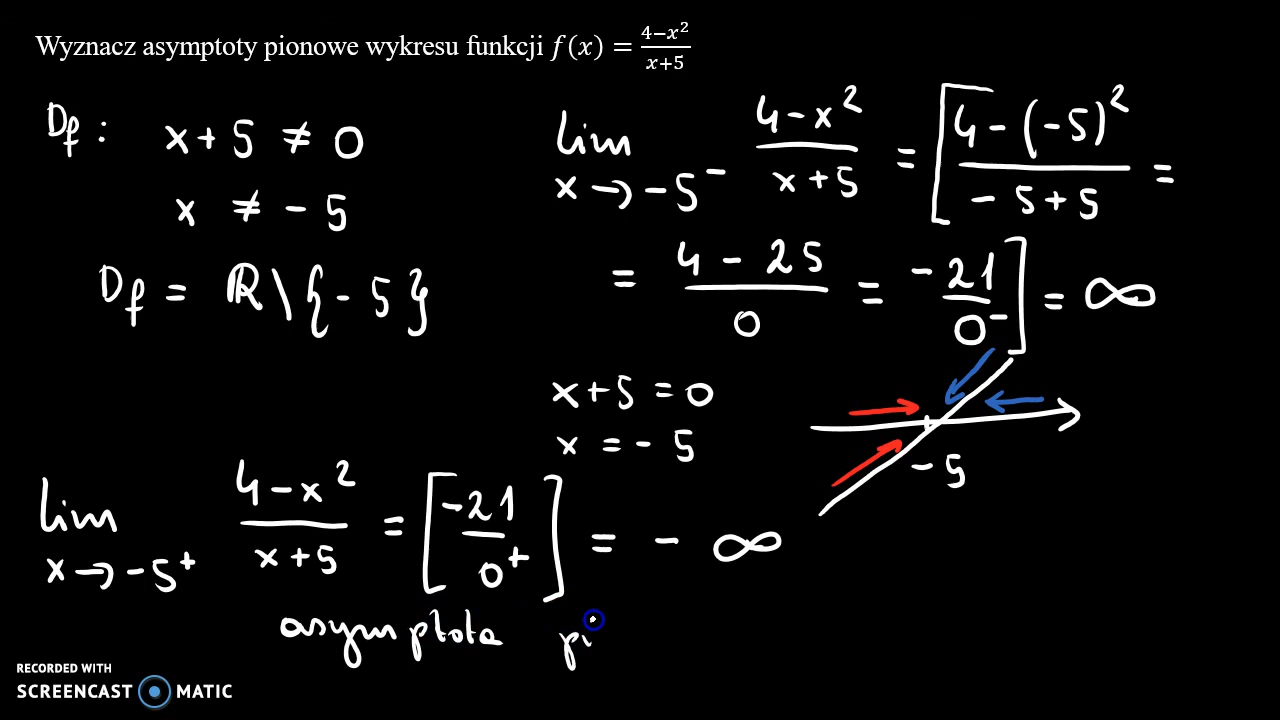 Wyznacz asymptoty pionowe wykresu funkcji f(x) = (4−x²)/(x+5)
Df : x + 5 ≠ 0
x ≠ - 5
Df = ℝ \ {- 5}
lim x → -5⁻ (4 - x²)/(x + 5) = [ (4 - (-5)²)/(- 5 + 5) =
= (4 - 25)/0 = -21/0⁻ ] = ∞
x + 5 = 0
x = - 5
- 5
lim x → -5⁺ (4 - x²)/(x + 5) = [ -21/0⁺ ] = - ∞
asymptota pi
RECORDED WITH
SCREENCAST MATIC